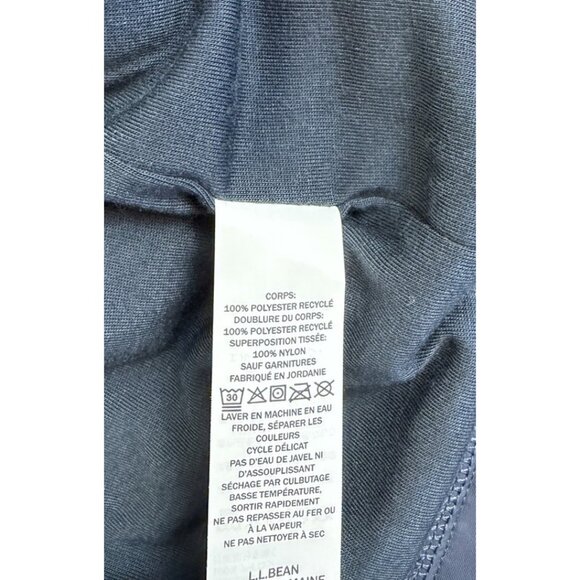 CORPS:
100% POLYESTER RECYCLÉ
DOUBLURE DU CORPS:
100% POLYESTER RECYCLÉ
SUPERPOSITION TISSÉE:
100% NYLON
SAUF GARNITURES
FABRIQUÉ EN JORDANIE
30
LAVER EN MACHINE EN EAU
FROIDE, SÉPARER LES
COULEURS
CYCLE DÉLICAT
PAS D'EAU DE JAVEL NI
D'ASSOUPLISSANT
SÉCHAGE PAR CULBUTAGE
BASSE TEMPÉRATURE,
SORTIR RAPIDEMENT
NE PAS REPASSER AU FER OU
À LA VAPEUR
NE PAS NETTOYER À SEC
L.L.BEAN
MAINE